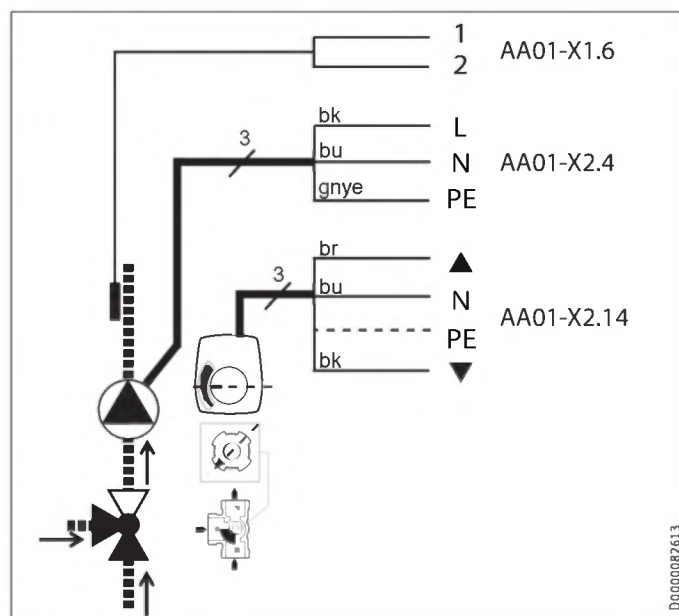 1
2
AA01-X1.6
3
bk
L
bu
N
AA01-X2.4
gnye
PE
3
br
▲
bu
N
AA01-X2.14
PE
bk
▼
D0000082613